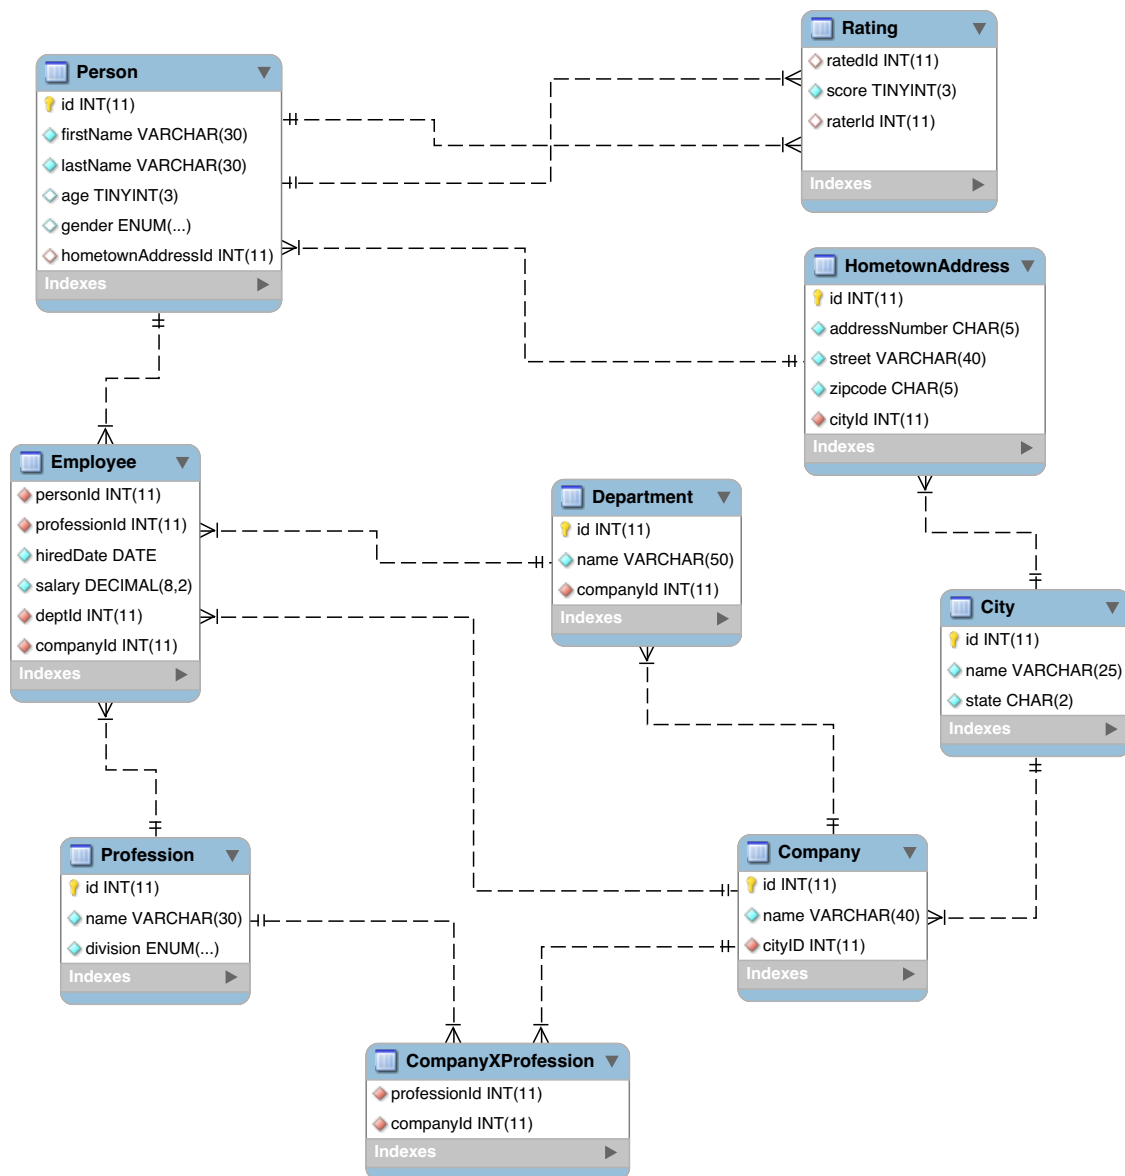 Person
id INT(11)
firstName VARCHAR(30)
lastName VARCHAR(30)
age TINYINT(3)
gender ENUM(...)
hometownAddressId INT(11)
Indexes
Rating
ratedId INT(11)
score TINYINT(3)
raterId INT(11)
Indexes
HometownAddress
id INT(11)
addressNumber CHAR(5)
street VARCHAR(40)
zipcode CHAR(5)
cityId INT(11)
Indexes
Employee
personId INT(11)
professionId INT(11)
hiredDate DATE
salary DECIMAL(8,2)
deptId INT(11)
companyId INT(11)
Indexes
Department
id INT(11)
name VARCHAR(50)
companyId INT(11)
Indexes
City
id INT(11)
name VARCHAR(25)
state CHAR(2)
Indexes
Profession
id INT(11)
name VARCHAR(30)
division ENUM(...)
Indexes
Company
id INT(11)
name VARCHAR(40)
cityID INT(11)
Indexes
CompanyXProfession
professionId INT(11)
companyId INT(11)
Indexes